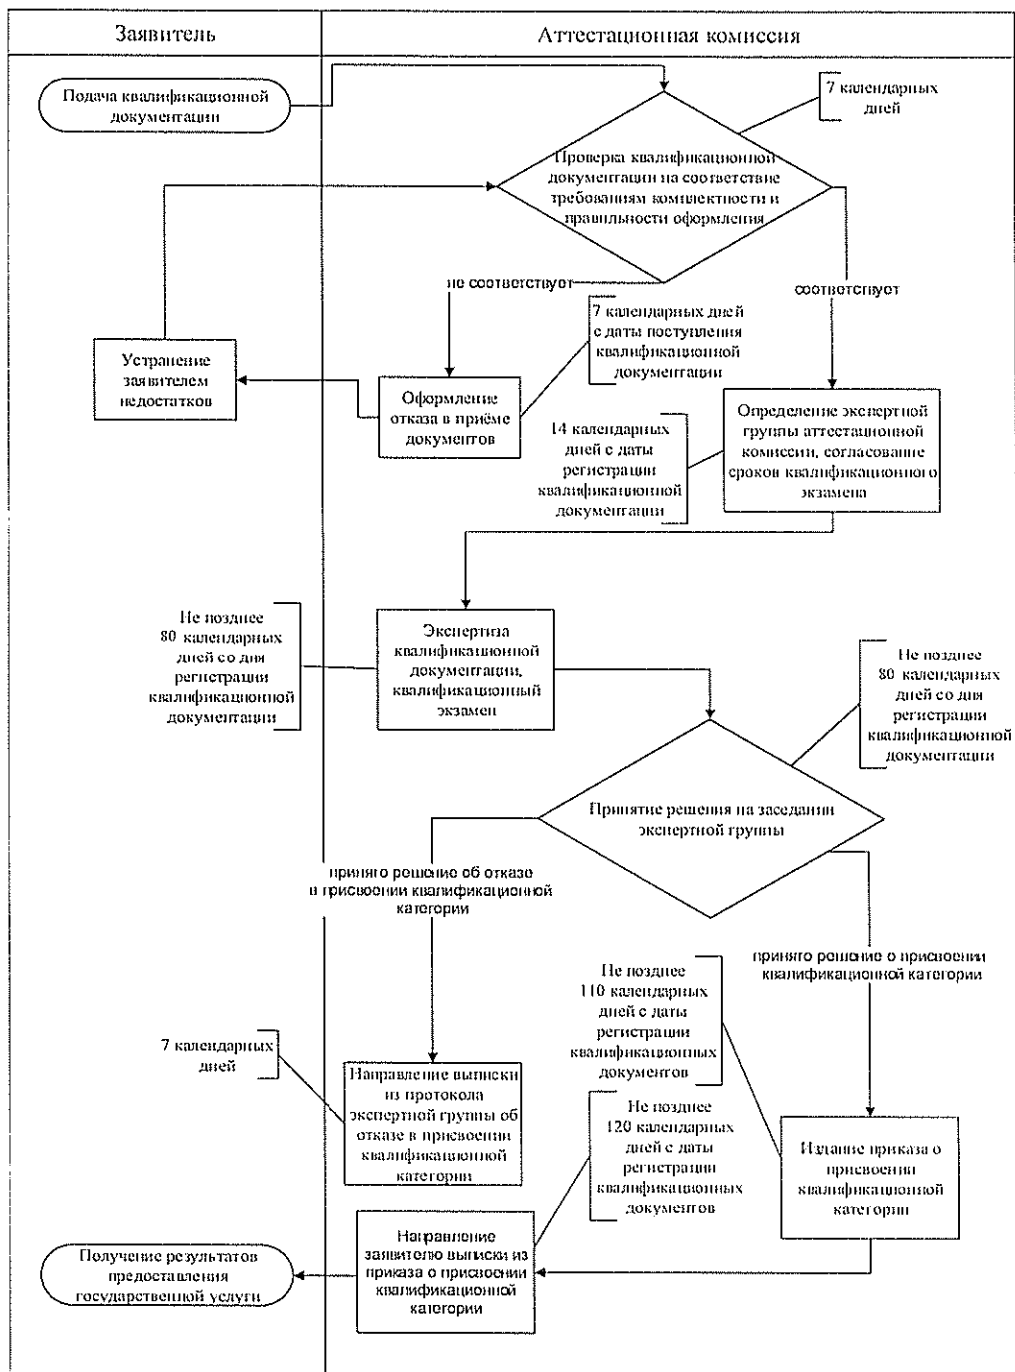 Заявитель
Аттестационная комиссия
Подача квалификационной
документации
7 календарных
дней
Проверка квалификационной
документации на соответствие
требованиям комплектности и
правильности оформления
не соответствует
соответствует
7 календарных дней
с даты поступления
квалификационной
документации
Устранение
заявителем
недостатков
Оформление
отказа в приёме
документов
Определение экспертной
группы аттестационной
комиссии, согласование
сроков квалификационного
экзамена
14 календарных
дней с даты
регистрации
квалификационной
документации
Не позднее
80 календарных
дней со дня
регистрации
квалификационной
документации
Экспертиза
квалификационной
документации,
квалификационный
экзамен
Не позднее
80 календарных
дней со дня
регистрации
квалификационной
документации
Принятие решения на заседании
экспертной группы
принято решение об отказе
в присвоении квалификационной
категории
принято решение о присвоении
квалификационной категории
Не позднее
110 календарных
дней с даты
регистрации
квалификационных
документов
7 календарных
дней
Направление выписки
из протокола
экспертной группы об
отказе в присвоении
квалификационной
категории
Не позднее
120 календарных
дней с даты
регистрации
квалификационных
документов
Издание приказа о
присвоении
квалификационной
категории
Направление
заявителю выписки из
приказа о присвоении
квалификационной
категории
Получение результатов
предоставления
государственной услуги